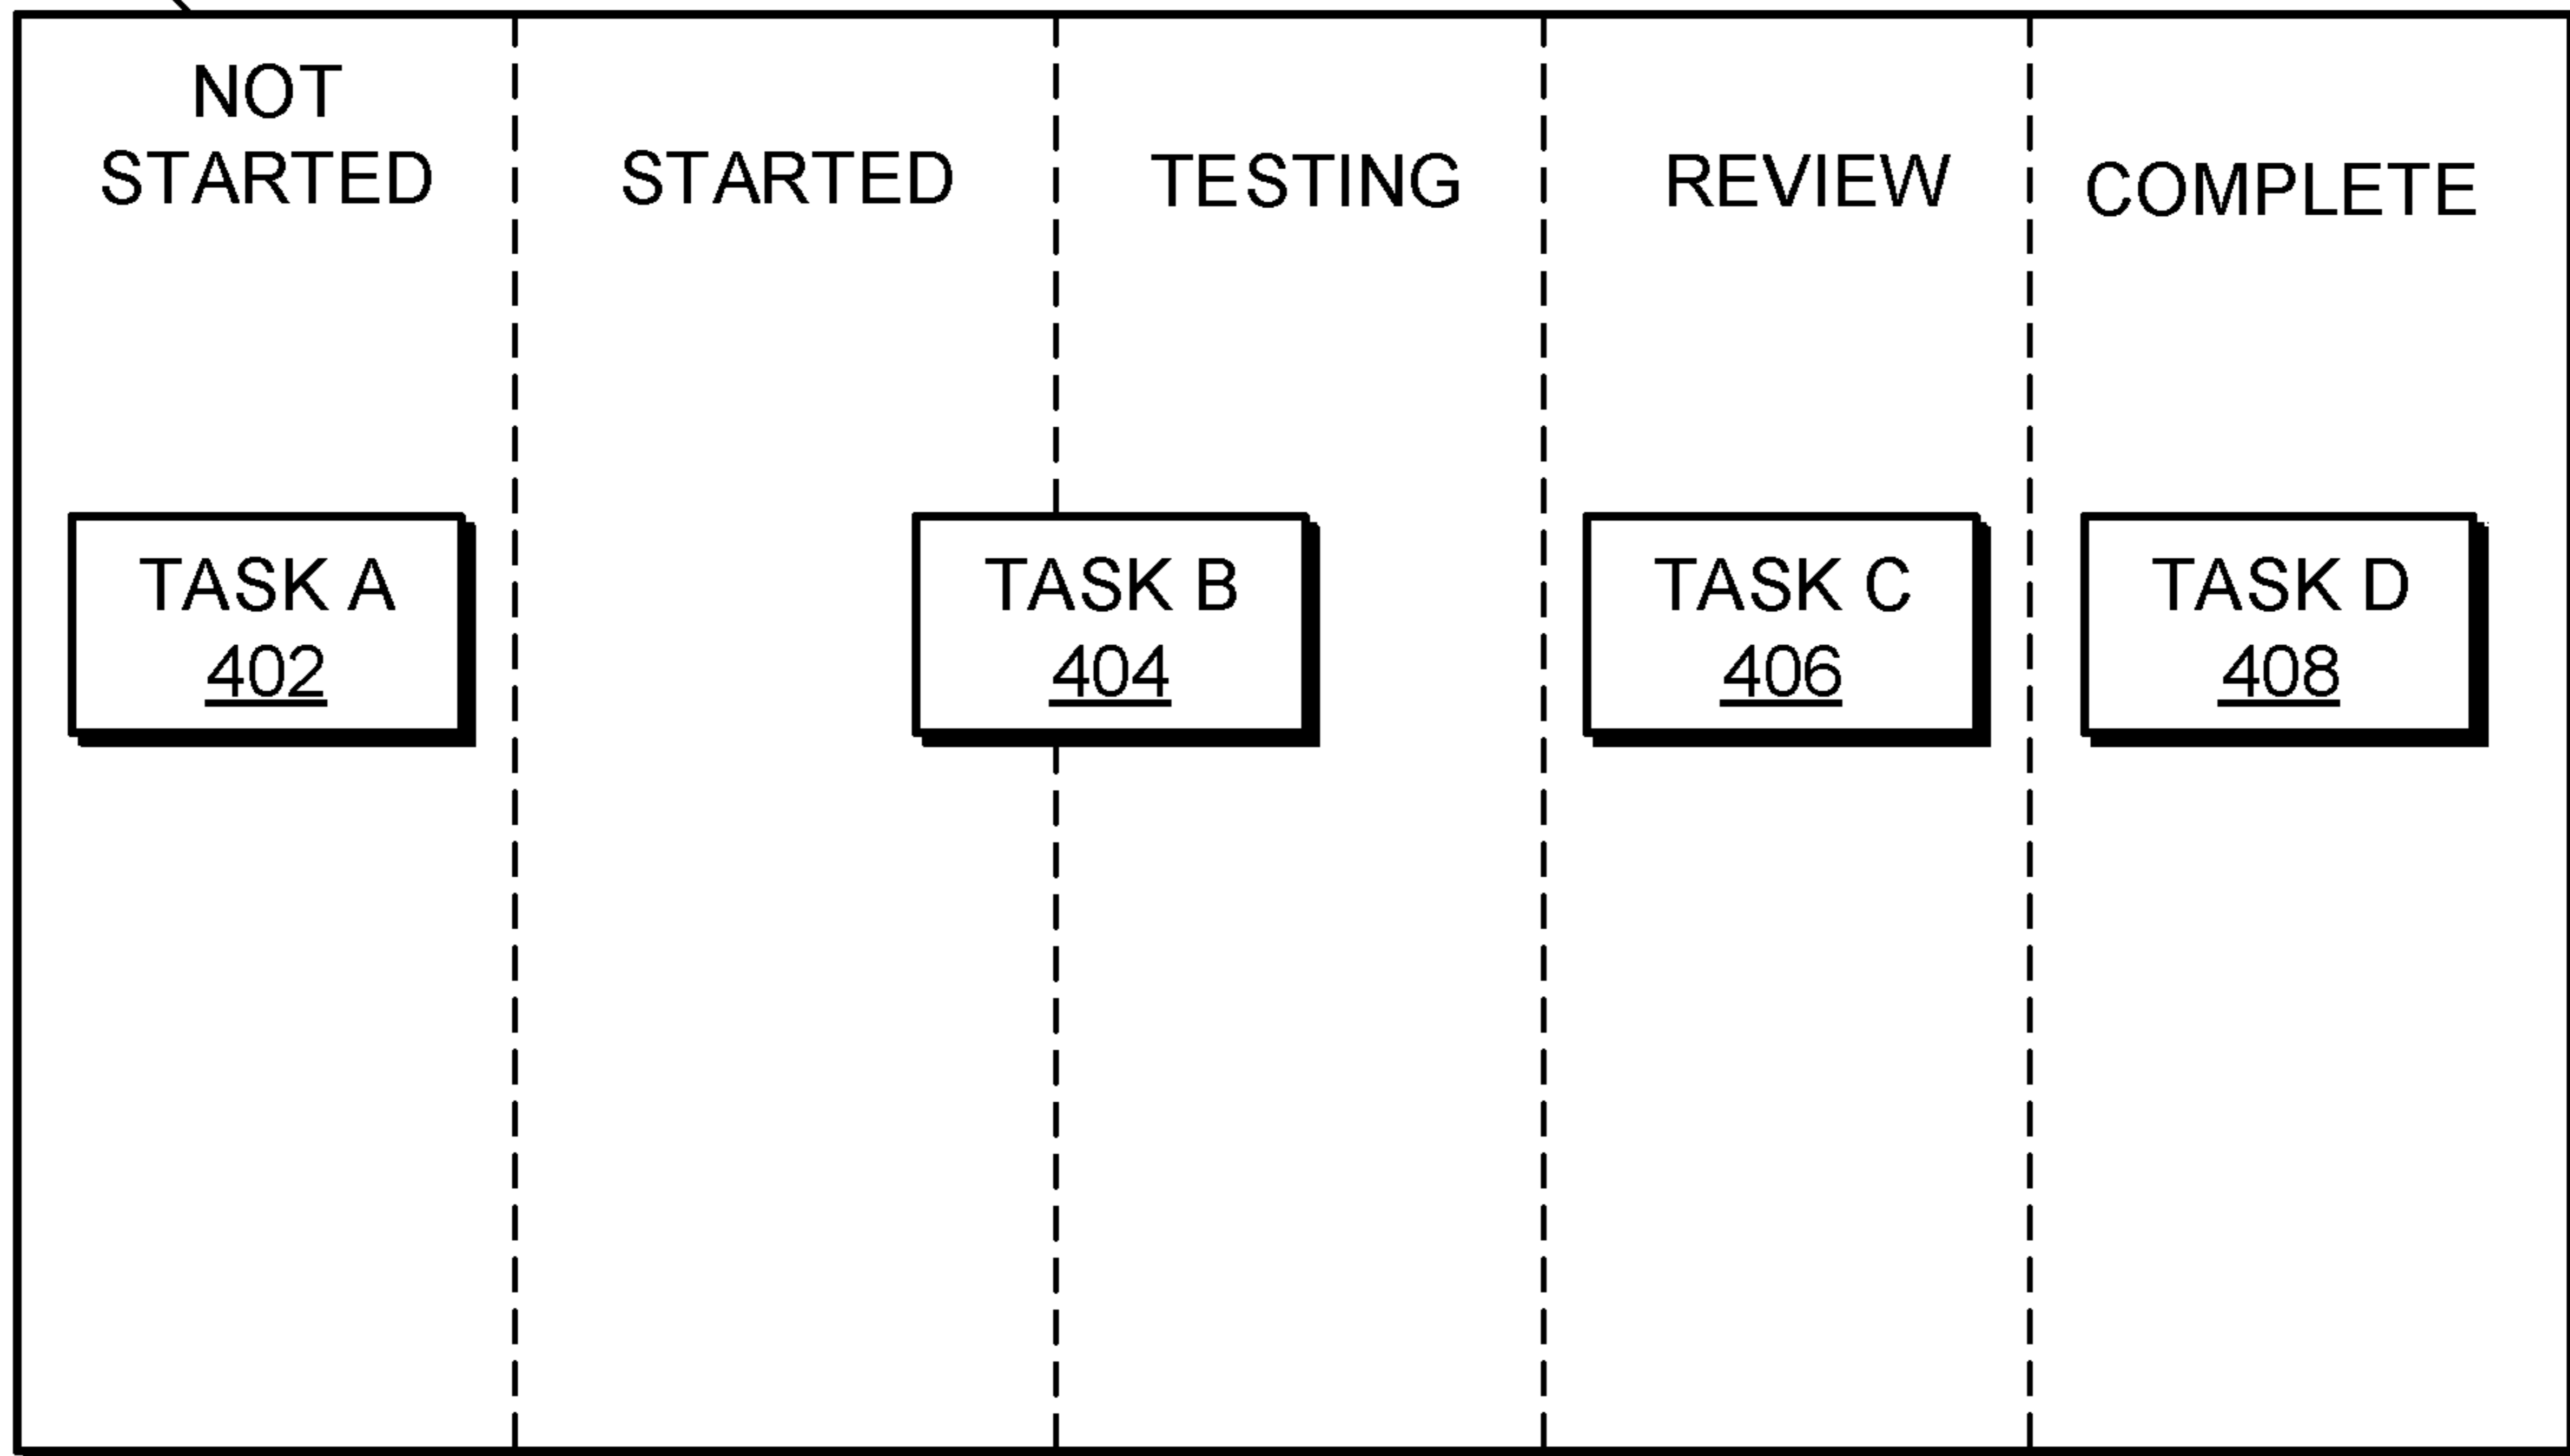 NOT
STARTED
STARTED
TESTING
REVIEW
COMPLETE
TASK A
402
TASK B
404
TASK C
406
TASK D
408